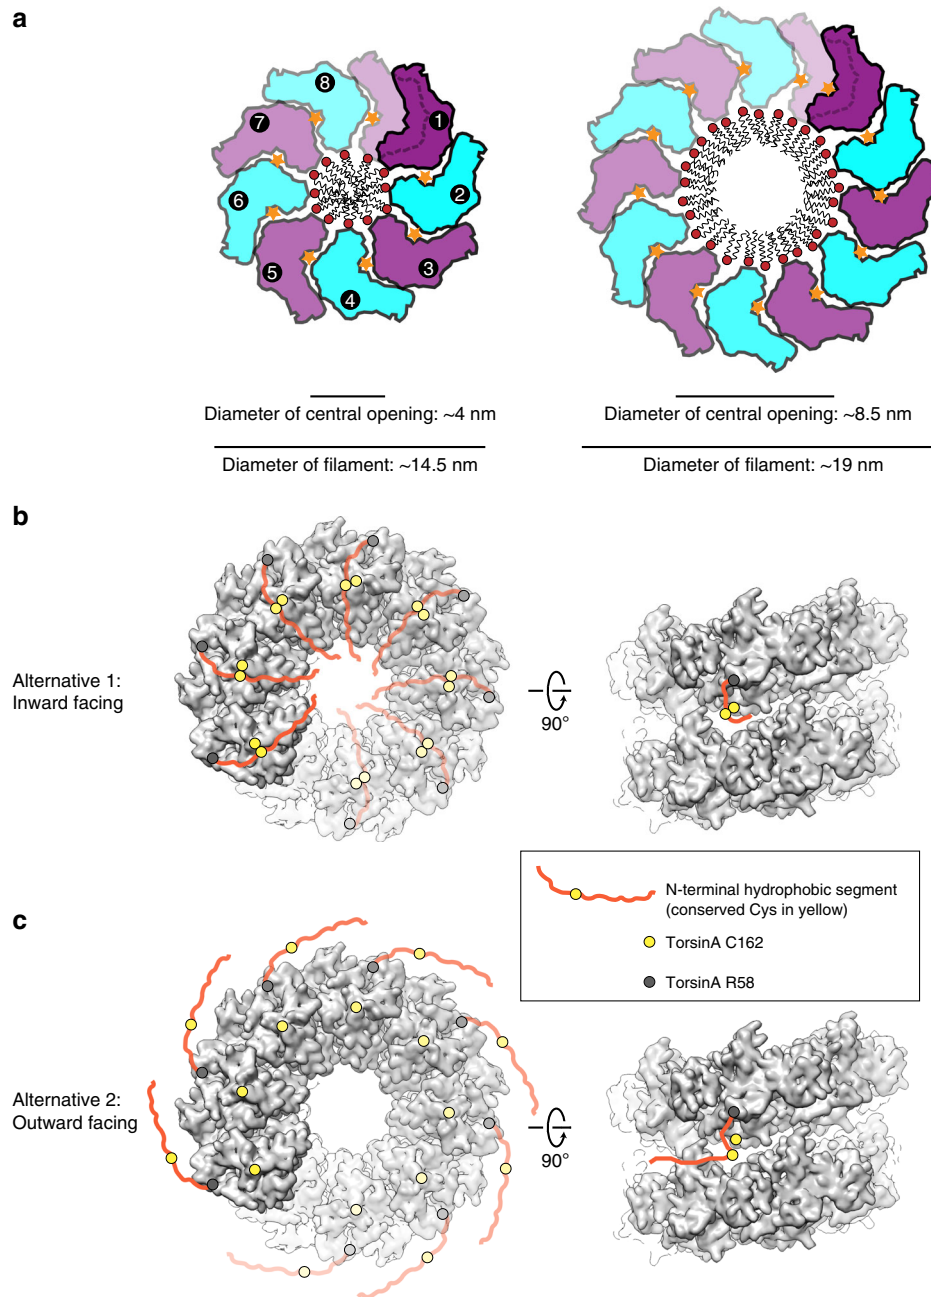 a
1
2
3
4
5
6
7
8
Diameter of central opening: ~4 nm
Diameter of filament: ~14.5 nm
Diameter of central opening: ~8.5 nm
Diameter of filament: ~19 nm
b
Alternative 1:
Inward facing
90°
N-terminal hydrophobic segment
(conserved Cys in yellow)
TorsinA C162
TorsinA R58
c
Alternative 2:
Outward facing
90°